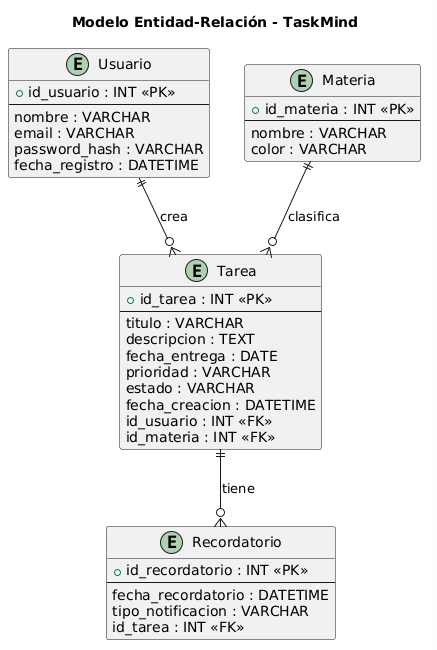 Modelo Entidad-Relación - TaskMind
E Usuario
id_usuario : INT «PK»
nombre : VARCHAR
email : VARCHAR
password_hash : VARCHAR
fecha_registro : DATETIME
E Materia
id_materia : INT «PK»
nombre : VARCHAR
color : VARCHAR
crea
clasifica
E Tarea
id_tarea : INT «PK»
titulo : VARCHAR
descripcion : TEXT
fecha_entrega : DATE
prioridad : VARCHAR
estado : VARCHAR
fecha_creacion : DATETIME
id_usuario : INT «FK»
id_materia : INT «FK»
tiene
E Recordatorio
id_recordatorio : INT «PK»
fecha_recordatorio : DATETIME
tipo_notificacion : VARCHAR
id_tarea : INT «FK»